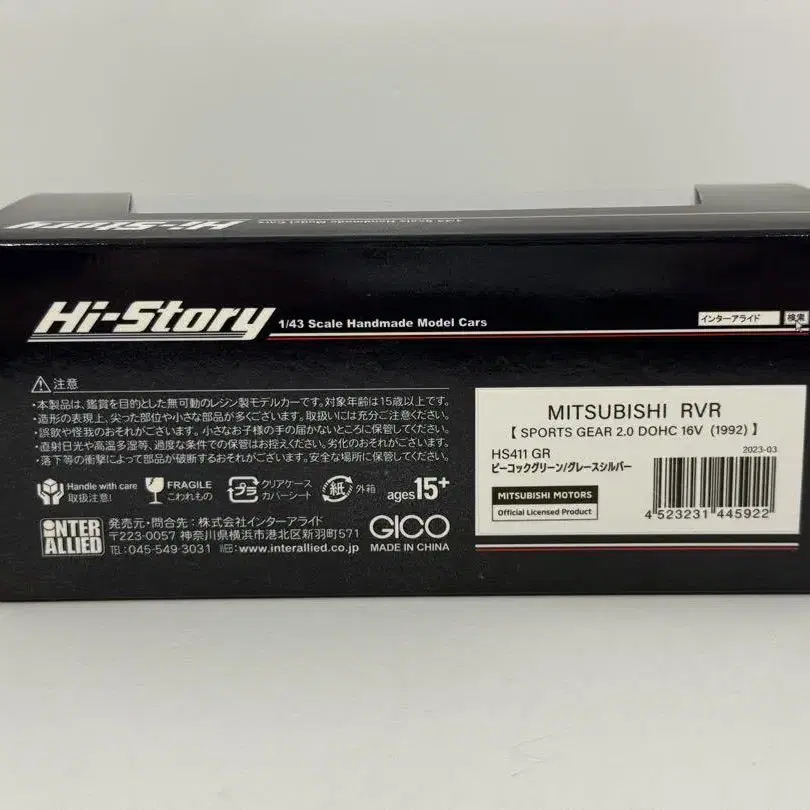 Hi-Story 1/43 Scale Handmade Model Cars
Hi-Story 1/43 Scale Handmade Model Cars
インターアライド 検索
⚠注意
・本製品は、鑑賞を目的とした無可動のレジン製モデルカーです。対象年齢は15歳以上です。
・造形の表現上、尖った部位や小さな部品が多くございます。取扱いには充分ご注意ください。
・誤飲や怪我のおそれがございます。小さなお子様の手の届かないところに保管してください。
・直射日光や高温多湿等、過度な条件での保管はお控えください。劣化のおそれがございます。
・落下等の衝撃によって部品が破断するおそれがございます。安全な場所に保管してください。
Handle with care
取扱注意!
FRAGILE
こわれもの
プラ
クリアケース
カバーシート
紙
外箱
ages15+
INTER
ALLIED
発売元・問合先:株式会社インターアライド
〒223-0057 神奈川県横浜市港北区新羽町571
TEL:045-549-3031 WEB:www.interallied.co.jp
GICO
MADE IN CHINA
MITSUBISHI RVR
【 SPORTS GEAR 2.0 DOHC 16V (1992) 】
HS411 GR
2023-03
ピーコックグリーン/グレースシルバー
MITSUBISHI MOTORS
Official Licensed Product
4 523231 445922